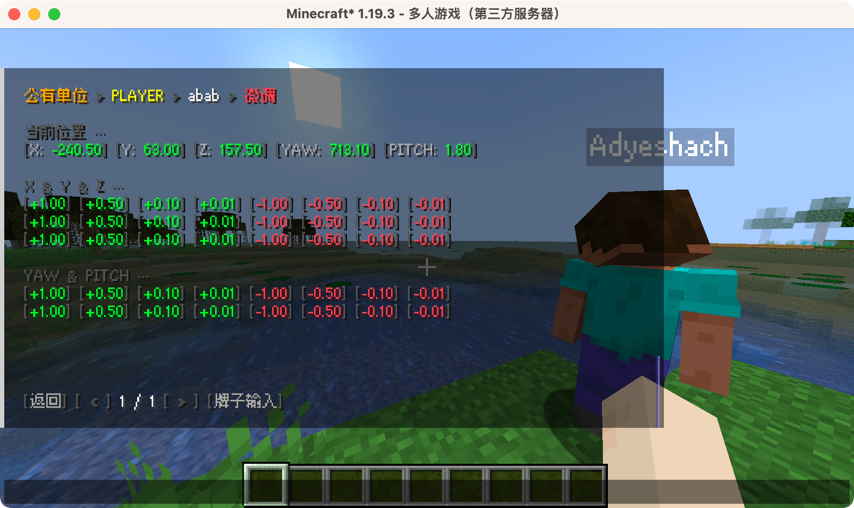 Minecraft* 1.19.3 - 多人游戏（第三方服务器）
公有单位 > PLAYER > abab > 微调
当前位置 ...
[X: -240.50] [Y: 63.00] [Z: 157.50] [YAW: 713.10] [PITCH: 1.80]
Adyeshach
X & Y & Z ...
[+1.00] [+0.50] [+0.10] [+0.01] [-1.00] [-0.50] [-0.10] [-0.01]
[+1.00] [+0.50] [+0.10] [+0.01] [-1.00] [-0.50] [-0.10] [-0.01]
[+1.00] [+0.50] [+0.10] [+0.01] [-1.00] [-0.50] [-0.10] [-0.01]
YAW & PITCH ...
[+1.00] [+0.50] [+0.10] [+0.01] [-1.00] [-0.50] [-0.10] [-0.01]
[+1.00] [+0.50] [+0.10] [+0.01] [-1.00] [-0.50] [-0.10] [-0.01]
[返回] [ < ] 1 / 1 [ > ] [牌子输入]